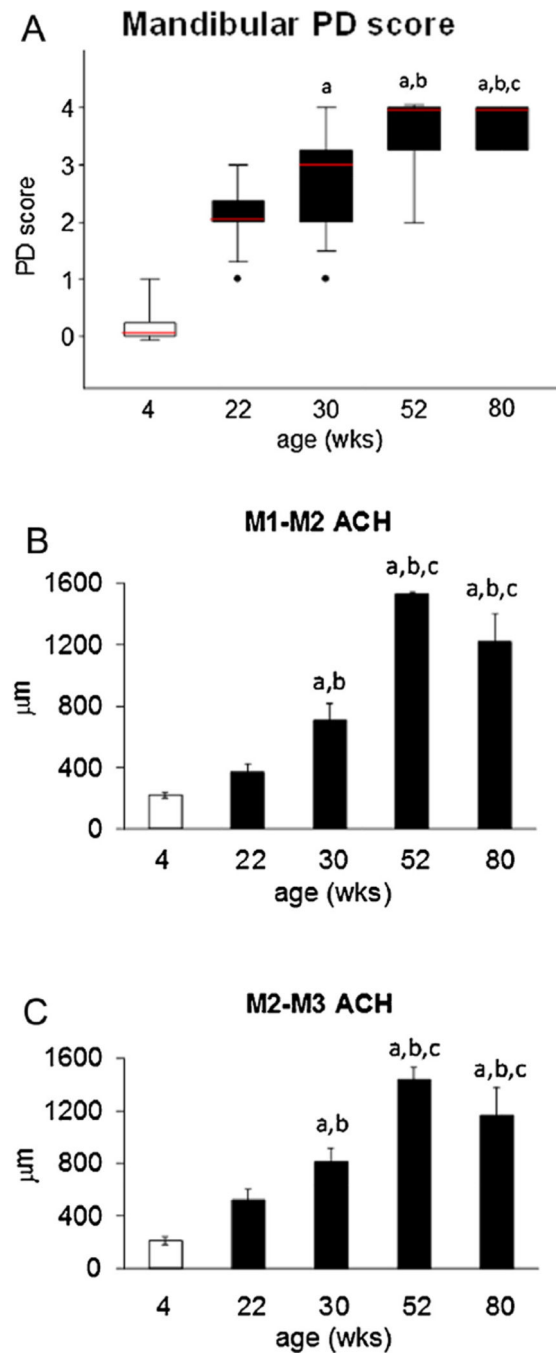 A
Mandibular PD score
PD score
4
3
2
1
0
a
a,b
a,b,c
4 22 30 52 80
age (wks)
B
M1-M2 ACH
μm
1600
1200
800
400
0
a,b
a,b,c
a,b,c
4 22 30 52 80
age (wks)
C
M2-M3 ACH
μm
1600
1200
800
400
0
a,b
a,b,c
a,b,c
4 22 30 52 80
age (wks)